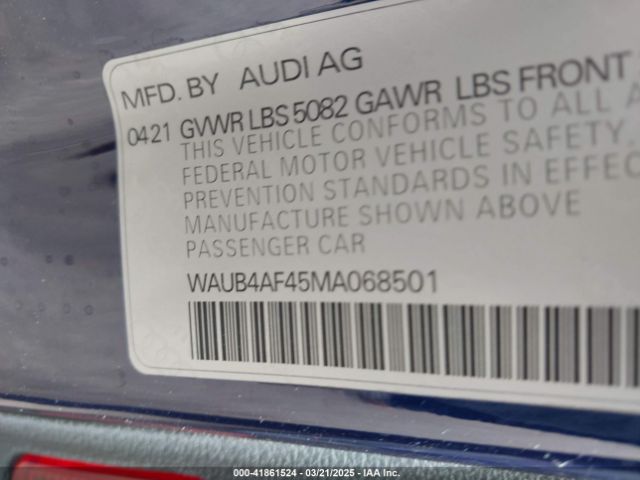 MFD. BY AUDI AG
0421 GVWR LBS 5082 GAWR LBS FRONT
THIS VEHICLE CONFORMS TO ALL
FEDERAL MOTOR VEHICLE SAFETY,
PREVENTION STANDARDS IN EFFEC
MANUFACTURE SHOWN ABOVE
PASSENGER CAR
WAUB4AF45MA068501
000-41861524 — 03/21/2025 — IAA Inc.